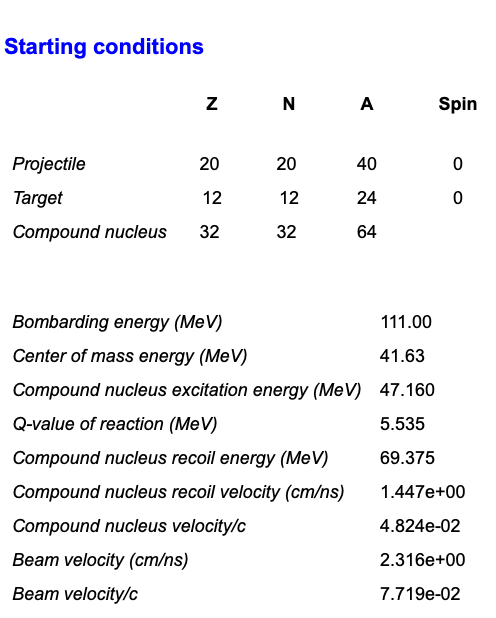 Starting conditions
Z N A Spin
Projectile 20 20 40 0
Target 12 12 24 0
Compound nucleus 32 32 64
Bombarding energy (MeV) 111.00
Center of mass energy (MeV) 41.63
Compound nucleus excitation energy (MeV) 47.160
Q-value of reaction (MeV) 5.535
Compound nucleus recoil energy (MeV) 69.375
Compound nucleus recoil velocity (cm/ns) 1.447e+00
Compound nucleus velocity/c 4.824e-02
Beam velocity (cm/ns) 2.316e+00
Beam velocity/c 7.719e-02